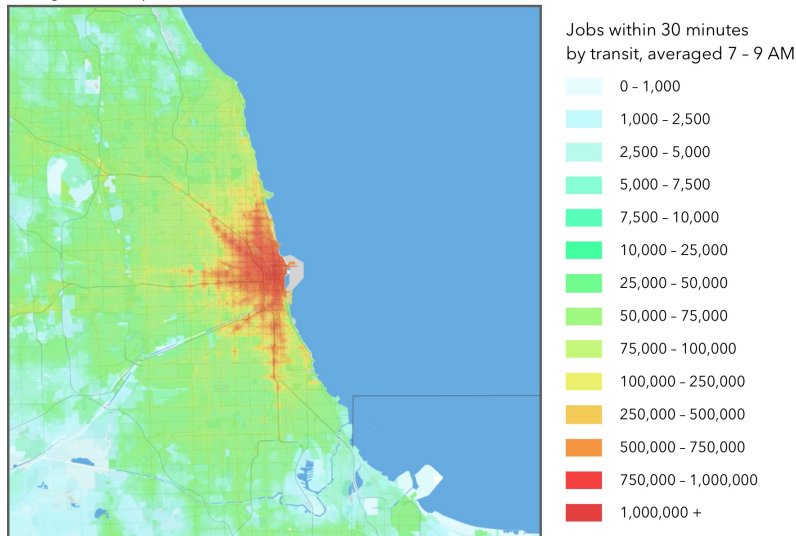 Jobs within 30 minutes
by transit, averaged 7 – 9 AM
0 – 1,000
1,000 – 2,500
2,500 – 5,000
5,000 – 7,500
7,500 – 10,000
10,000 – 25,000
25,000 – 50,000
50,000 – 75,000
75,000 – 100,000
100,000 – 250,000
250,000 – 500,000
500,000 – 750,000
750,000 – 1,000,000
1,000,000 +